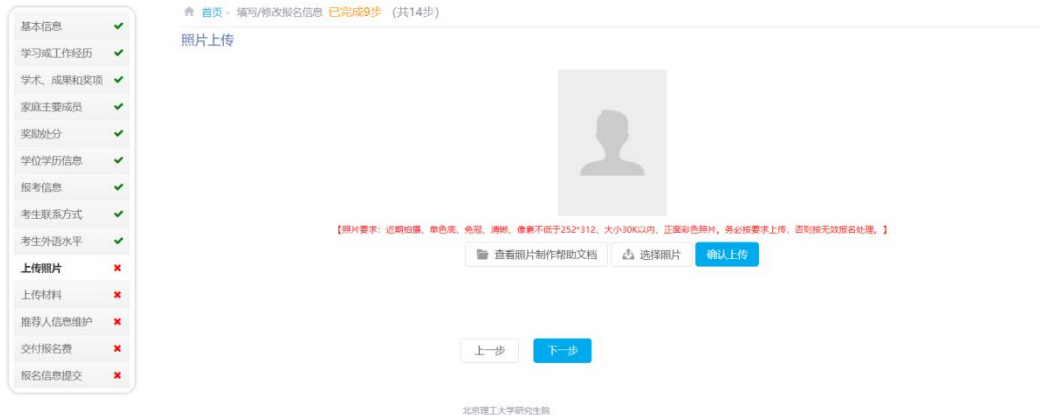 首页 » 填写/修改报名信息 已完成9步 (共14步)
基本信息
学习或工作经历
学术、成果和奖项
家庭主要成员
奖励处分
学位学历信息
报考信息
考生联系方式
考生外语水平
上传照片
上传材料
推荐人信息维护
交付报名费
报名信息提交
照片上传
【照片要求：近期拍摄、单色底、免冠、清晰、像素不低于252*312、大小30K以内、正面彩色照片。务必按要求上传，否则按无效报名处理。】
查看照片制作帮助文档 选择照片 确认上传
上一步 下一步
北京理工大学研究生院